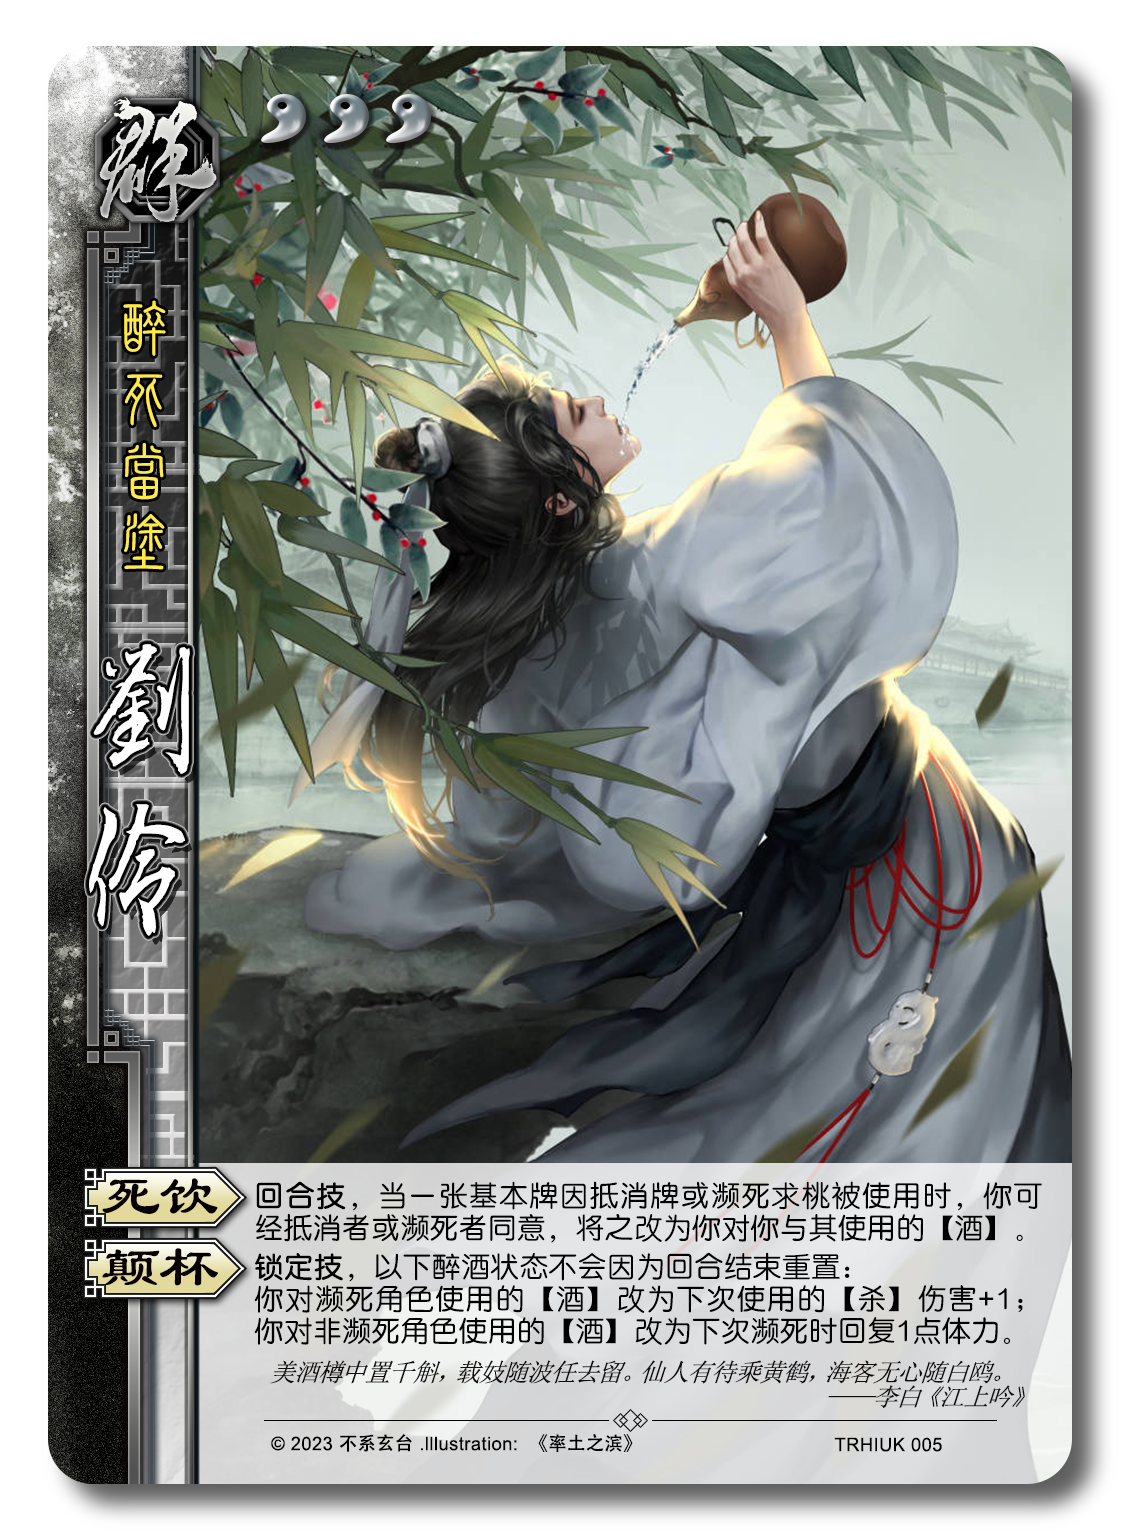 群
醉死當塗
劉伶
死饮
回合技，当一张基本牌因抵消牌或濒死求桃被使用时，你可
经抵消者或濒死者同意，将之改为你对你与其使用的【酒】。
颠杯
锁定技，以下醉酒状态不会因为回合结束重置：
你对濒死角色使用的【酒】改为下次使用的【杀】伤害+1；
你对非濒死角色使用的【酒】改为下次濒死时回复1点体力。
美酒樽中置千斛，载妓随波任去留。仙人有待乘黄鹤，海客无心随白鸥。
——李白《江上吟》
© 2023 不系玄台 .Illustration: 《率土之滨》
TRHIUK 005